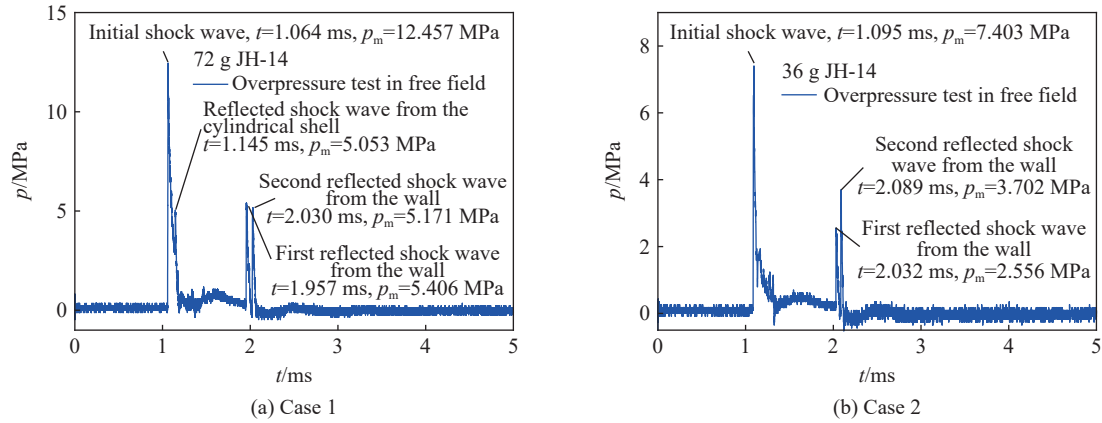 Initial shock wave, t=1.064 ms, pm=12.457 MPa
72 g JH-14
Overpressure test in free field
Reflected shock wave from the
cylindrical shell
t=1.145 ms, pm=5.053 MPa
Second reflected shock wave
from the wall
t=2.030 ms, pm=5.171 MPa
First reflected shock wave
from the wall
t=1.957 ms, pm=5.406 MPa
p/MPa
15
10
5
0
0 1 2 3 4 5
t/ms
(a) Case 1
Initial shock wave, t=1.095 ms, pm=7.403 MPa
36 g JH-14
Overpressure test in free field
Second reflected shock
wave from the wall
t=2.089 ms, pm=3.702 MPa
First reflected shock wave
from the wall
t=2.032 ms, pm=2.556 MPa
p/MPa
8
6
4
2
0
0 1 2 3 4 5
t/ms
(b) Case 2